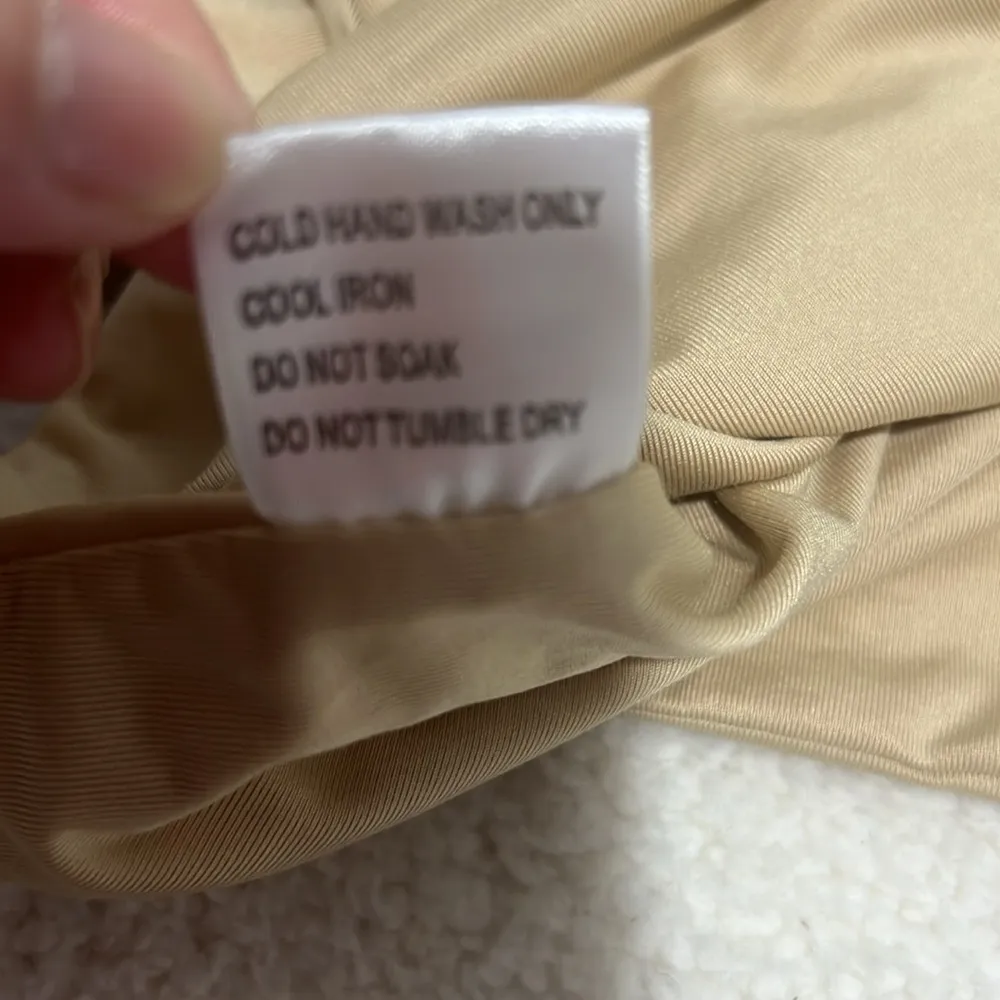 COLD HAND WASH ONLY
COOL IRON
DO NOT SOAK
DO NOT TUMBLE DRY